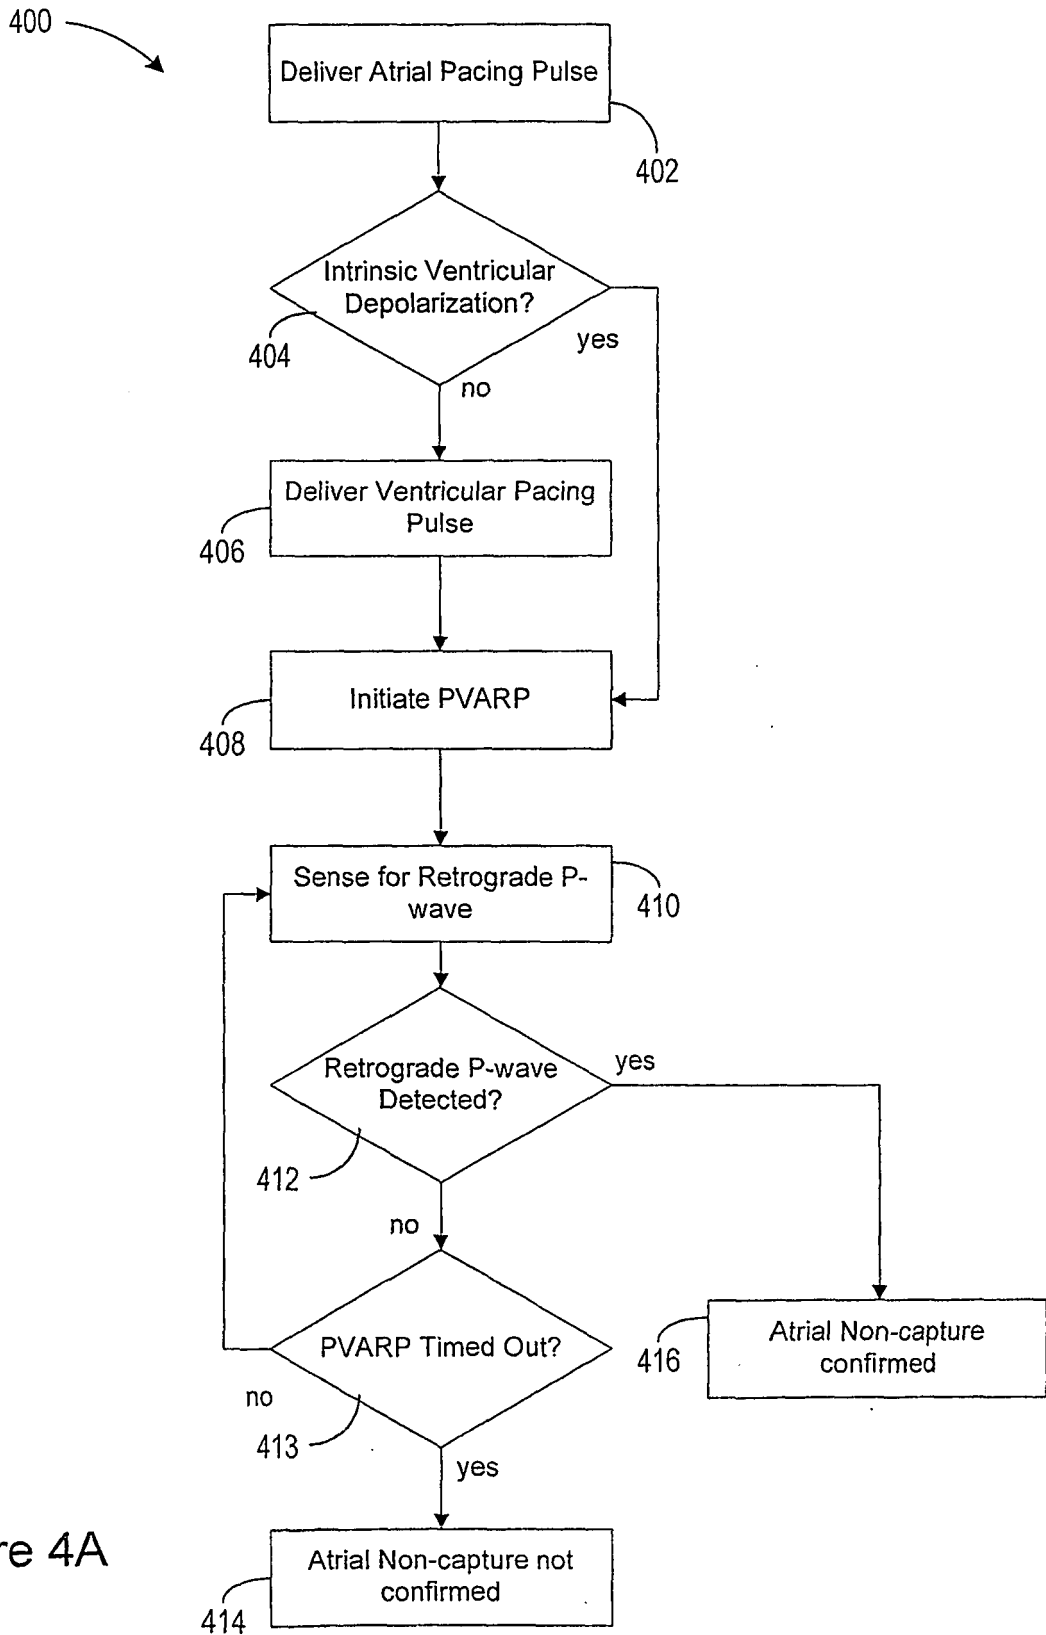 400
Deliver Atrial Pacing Pulse
402
Intrinsic Ventricular
Depolarization?
404
yes
no
Deliver Ventricular Pacing
Pulse
406
Initiate PVARP
408
Sense for Retrograde P-
wave
410
Retrograde P-wave
Detected?
yes
412
no
PVARP Timed Out?
no
413
yes
Atrial Non-capture
confirmed
416
re 4A
Atrial Non-capture not
confirmed
414